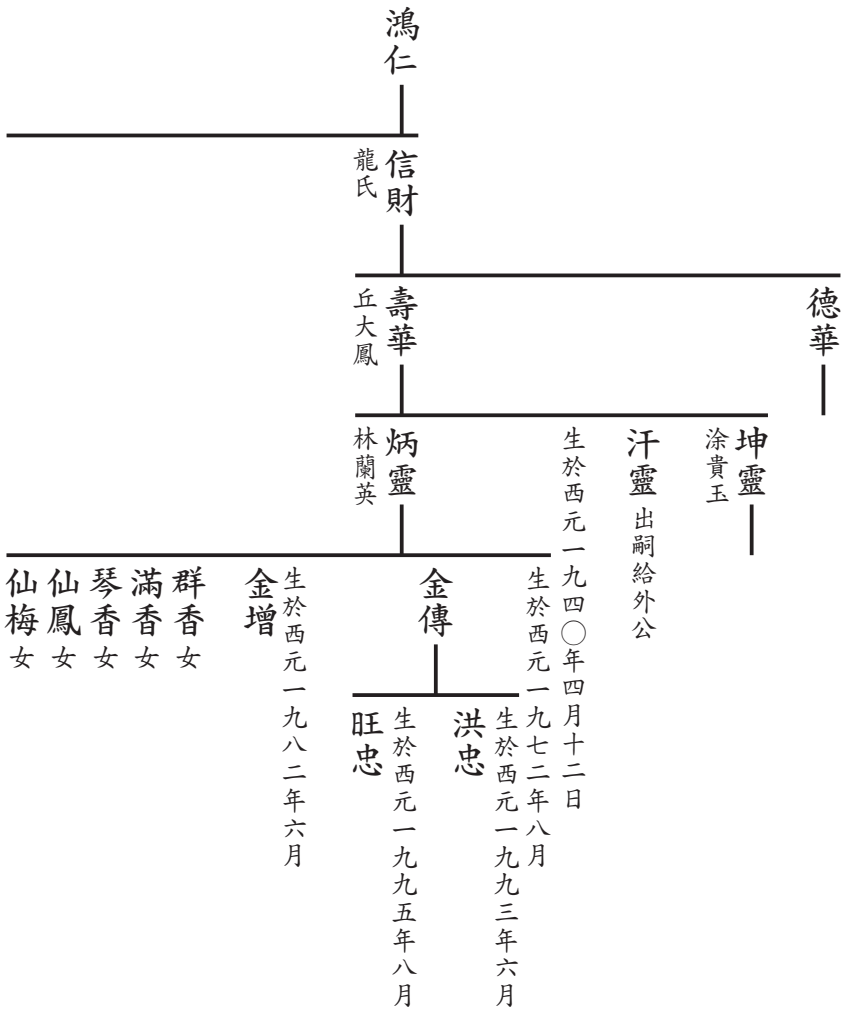 鴻仁
信財
龍氏
德華
壽華
丘大鳳
坤靈
涂貴玉
汗靈 出嗣給外公
生於西元一九四〇年四月十二日
炳靈
林蘭英
生於西元一九七二年八月
金傳
生於西元一九八二年六月
金增
群香 女
滿香 女
琴香 女
仙鳳 女
仙梅 女
生於西元一九九三年六月
洪忠
生於西元一九九五年八月
旺忠